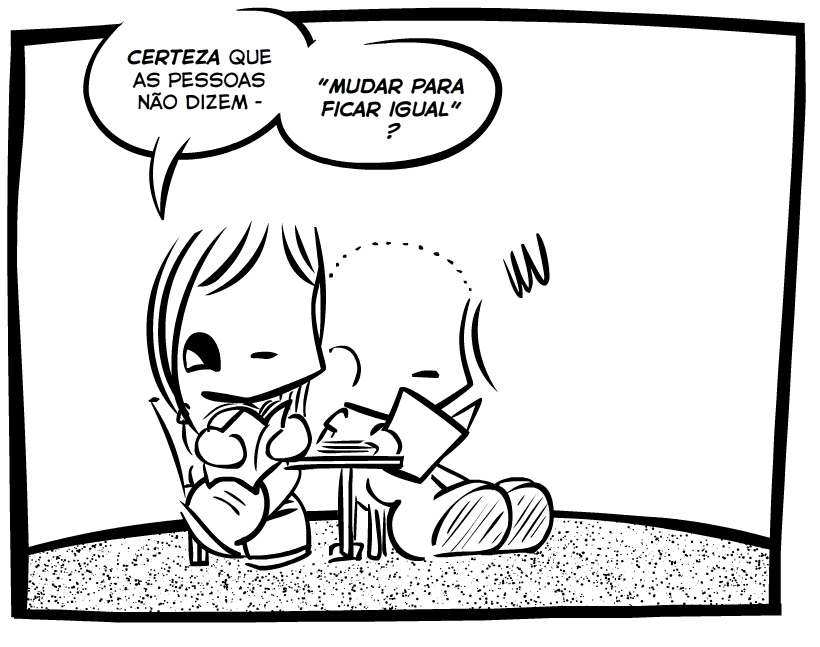 CERTEZA QUE
AS PESSOAS
NÃO DIZEM -
"MUDAR PARA
FICAR IGUAL"
?